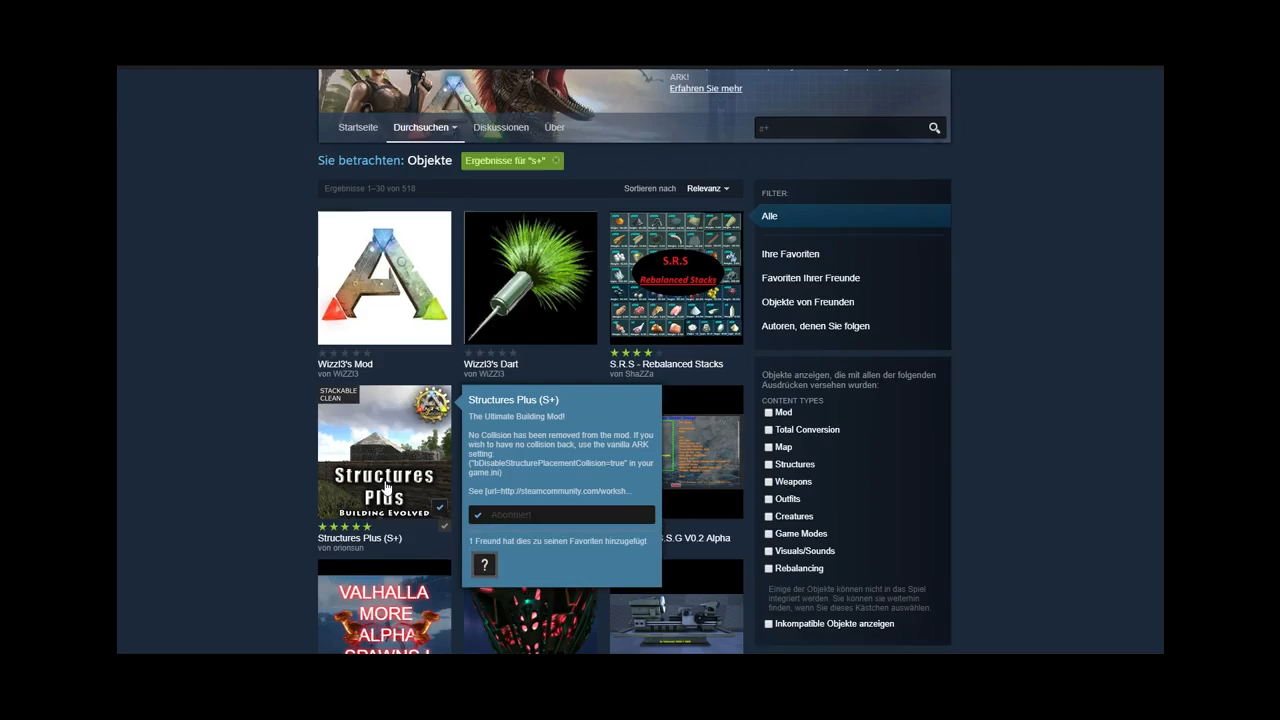 ARK!
Erfahren Sie mehr
Startseite
Durchsuchen
Diskussionen
Über
s+
Sie betrachten: Objekte
Ergebnisse für "s+"
Ergebnisse 1–30 von 518
Sortieren nach
Relevanz
S.R.S
Rebalanced Stacks
Wizzl3's Mod
von WiZZl3
Wizzl3's Dart
von WiZZl3
S.R.S - Rebalanced Stacks
von ShaZZa
STACKABLE
CLEAN
Structures
Plus
Building Evolved
Structures Plus (S+)
von orionsun
Structures Plus (S+)
The Ultimate Building Mod!
No Collision has been removed from the mod. If you
wish to have no collision back, use the vanilla ARK
setting:
("bDisableStructurePlacementCollision=true" in your
game.ini)
See [url=http://steamcommunity.com/worksh...
Abonniert
1 Freund hat dies zu seinen Favoriten hinzugefügt
?
S.G V0.2 Alpha
VALHALLA
MORE
ALPHA
SPAWNS !
FILTER:
Alle
Ihre Favoriten
Favoriten Ihrer Freunde
Objekte von Freunden
Autoren, denen Sie folgen
Objekte anzeigen, die mit allen der folgenden
Ausdrücken versehen wurden:
CONTENT TYPES
Mod
Total Conversion
Map
Structures
Weapons
Outfits
Creatures
Game Modes
Visuals/Sounds
Rebalancing
Einige der Objekte können nicht in das Spiel
integriert werden. Sie können sie weiterhin
finden, wenn Sie dieses Kästchen auswählen.
Inkompatible Objekte anzeigen